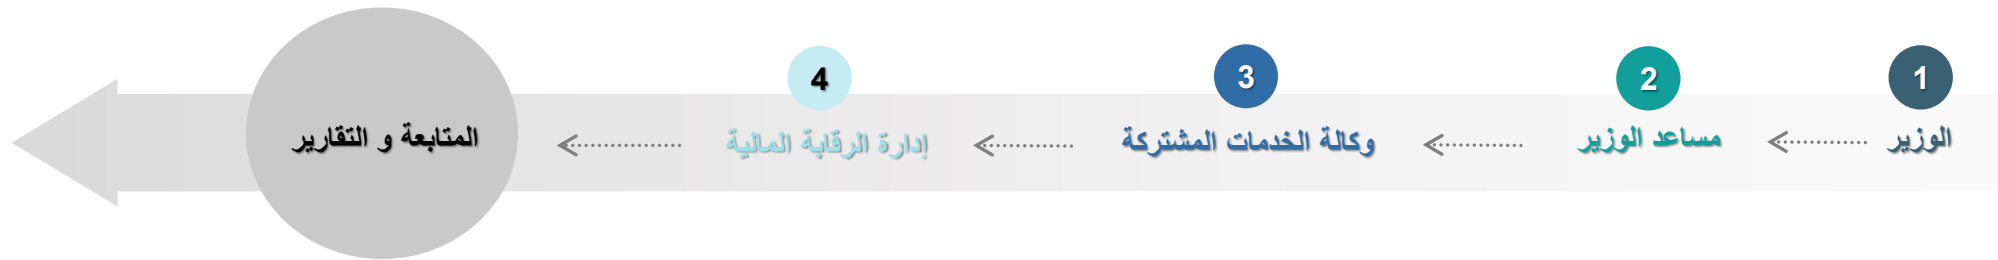 1
الوزير
2
مساعد الوزير
3
وكالة الخدمات المشتركة
4
إدارة الرقابة المالية
المتابعة و التقارير